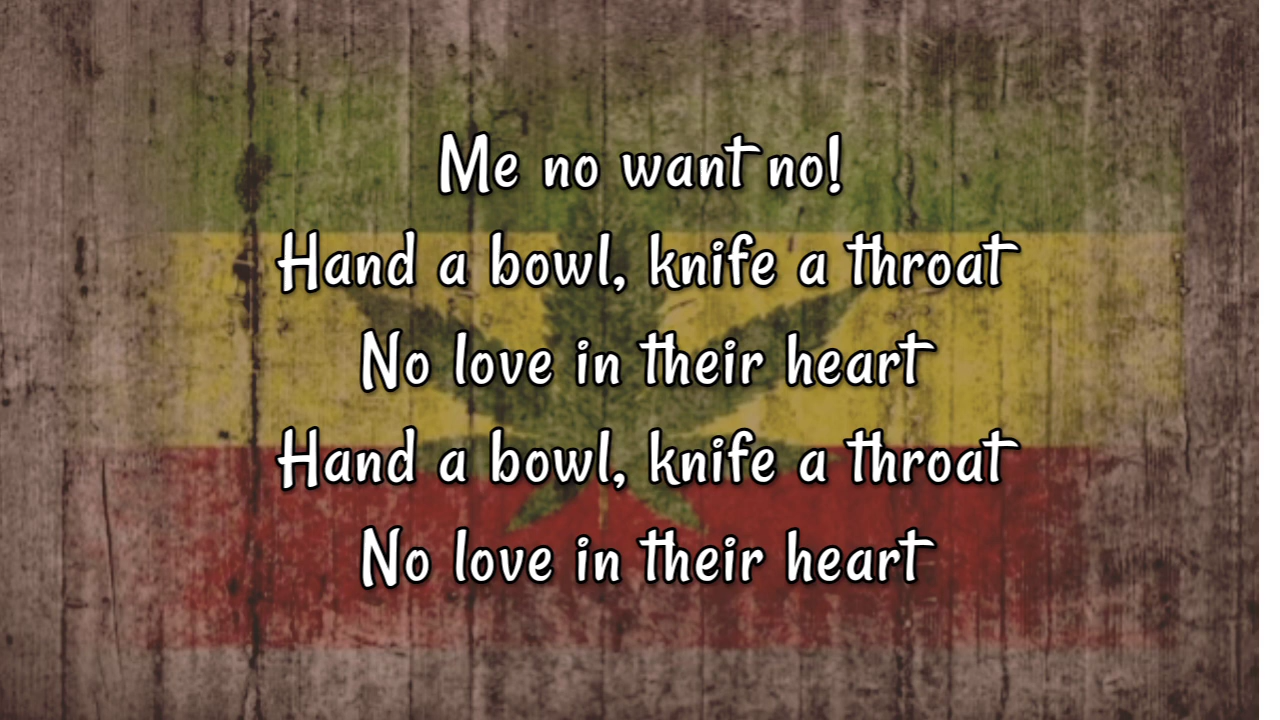 Me no want no!
Hand a bowl, knife a throat
No love in their heart
Hand a bowl, knife a throat
No love in their heart